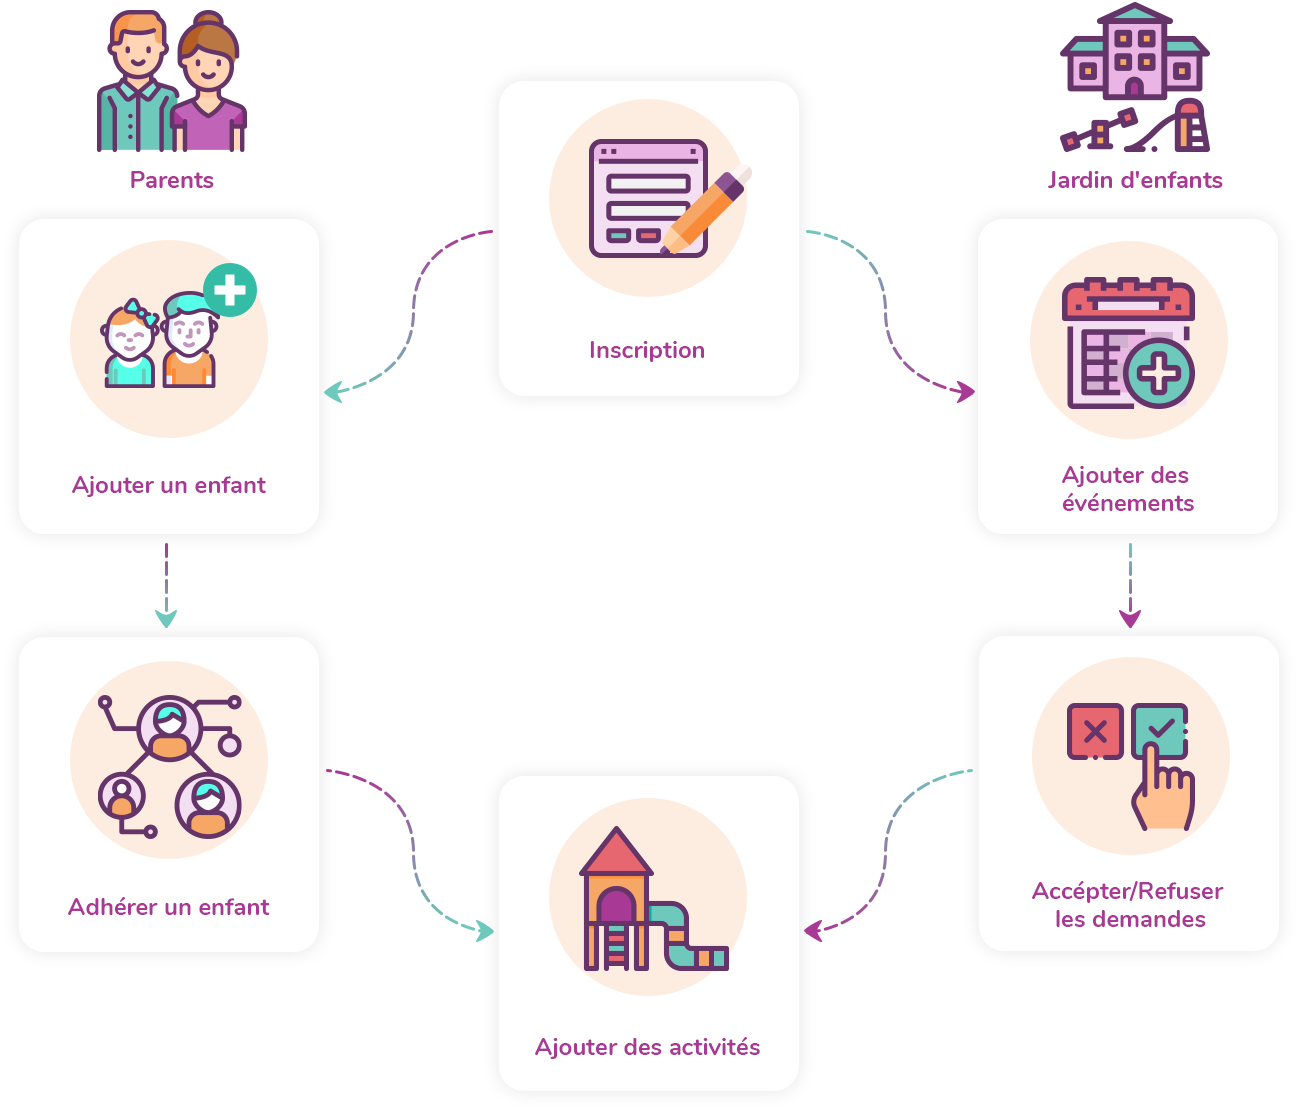 Parents
Jardin d'enfants
Inscription
Ajouter un enfant
Ajouter des
événements
Adhérer un enfant
Accépter/Refuser
les demandes
Ajouter des activités